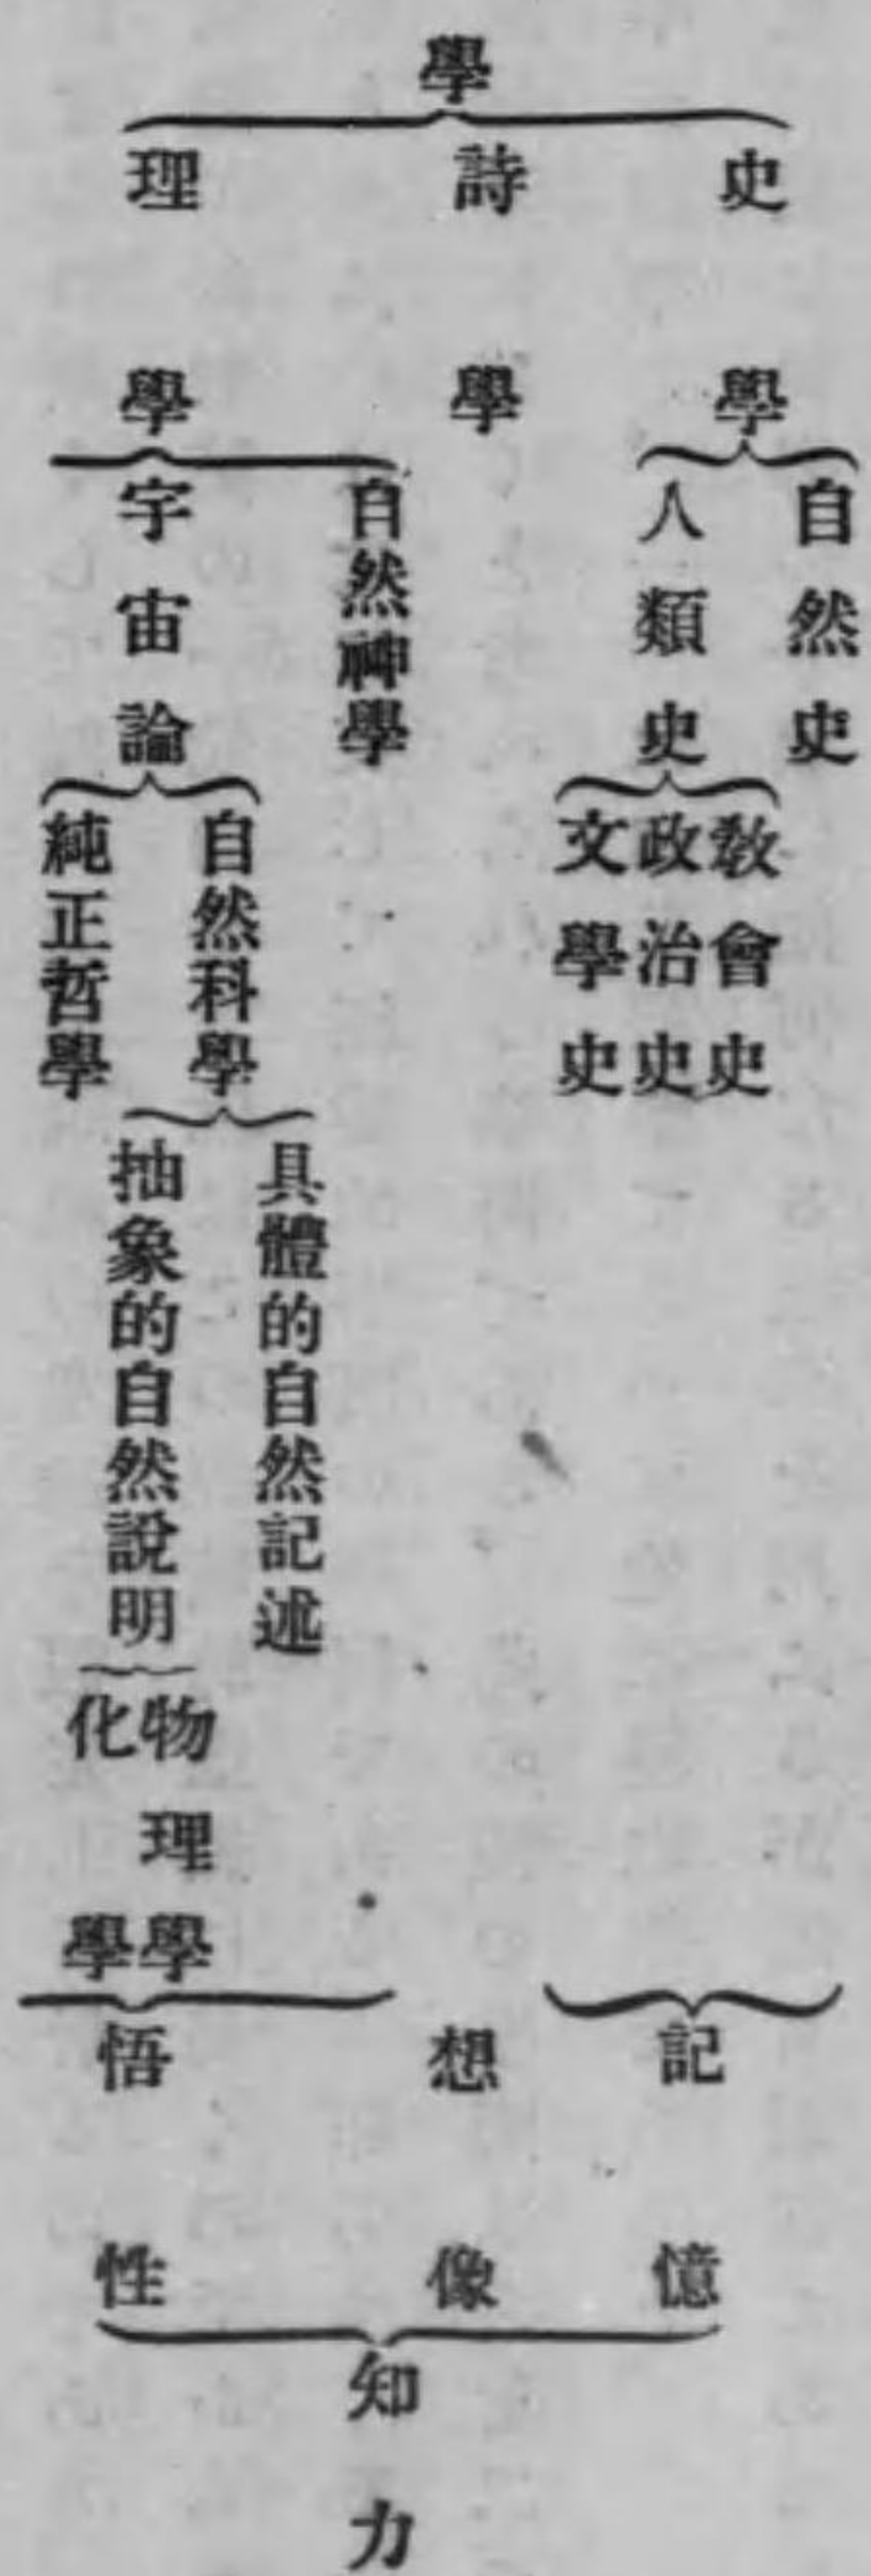 學
史學
詩學
理學
自然史
人類史
教會史
政治史
文學史
自然神學
宇宙論
自然科學
純正哲學
具體的自然記述
抽象的自然說明
物理學
化學
記憶
想像
悟性
知力